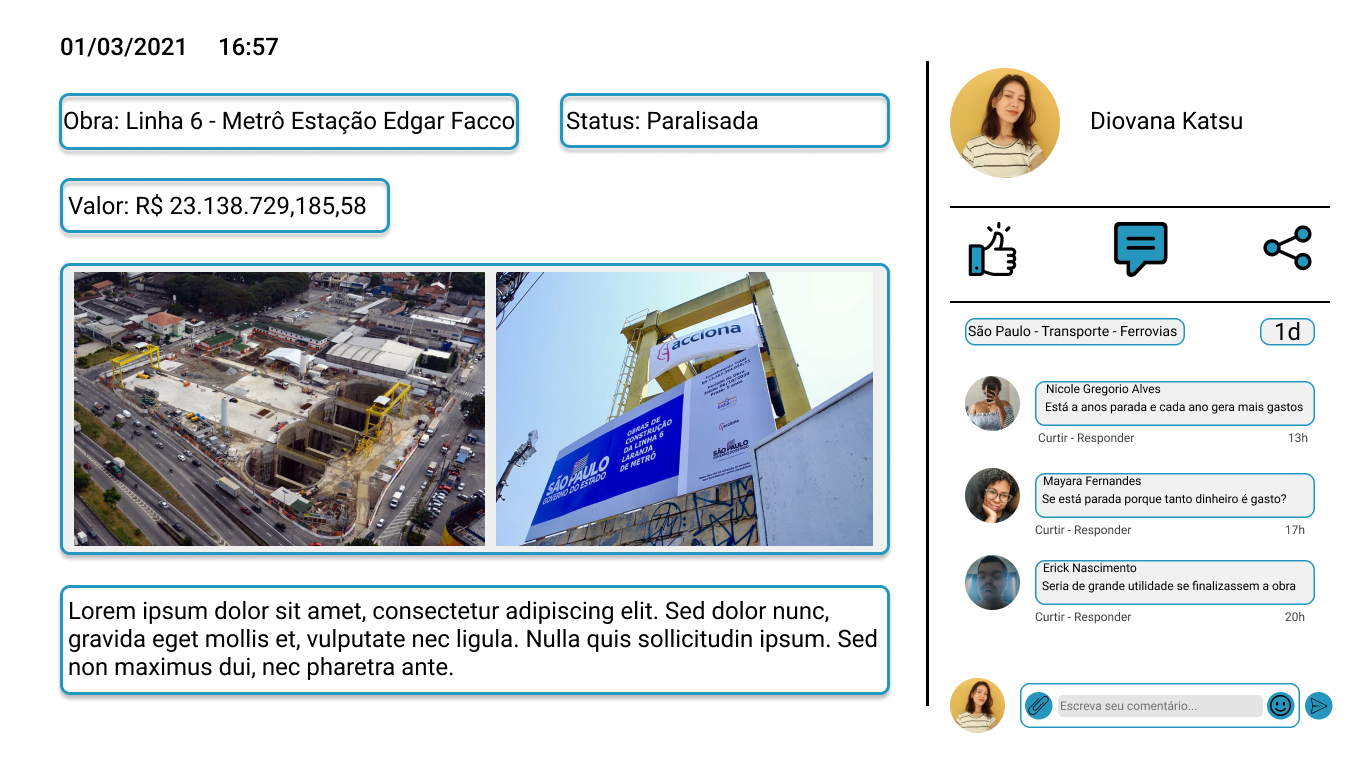 01/03/2021 16:57
Obra: Linha 6 - Metrô Estação Edgar Facco
Status: Paralisada
Valor: R$ 23.138.729,185,58
acciona
OBRAS DE
CONSTRUÇÃO
DA LINHA 6
LARANJA
DE METRÔ
SÃO PAULO
GOVERNO DO ESTADO
acciona
SÃO PAULO
Lorem ipsum dolor sit amet, consectetur adipiscing elit. Sed dolor nunc,
gravida eget mollis et, vulputate nec ligula. Nulla quis sollicitudin ipsum. Sed
non maximus dui, nec pharetra ante.
Diovana Katsu
São Paulo - Transporte - Ferrovias
1d
Nicole Gregorio Alves
Está a anos parada e cada ano gera mais gastos
Curtir - Responder 13h
Mayara Fernandes
Se está parada porque tanto dinheiro é gasto?
Curtir - Responder 17h
Erick Nascimento
Seria de grande utilidade se finalizassem a obra
Curtir - Responder 20h
Escreva seu comentário...